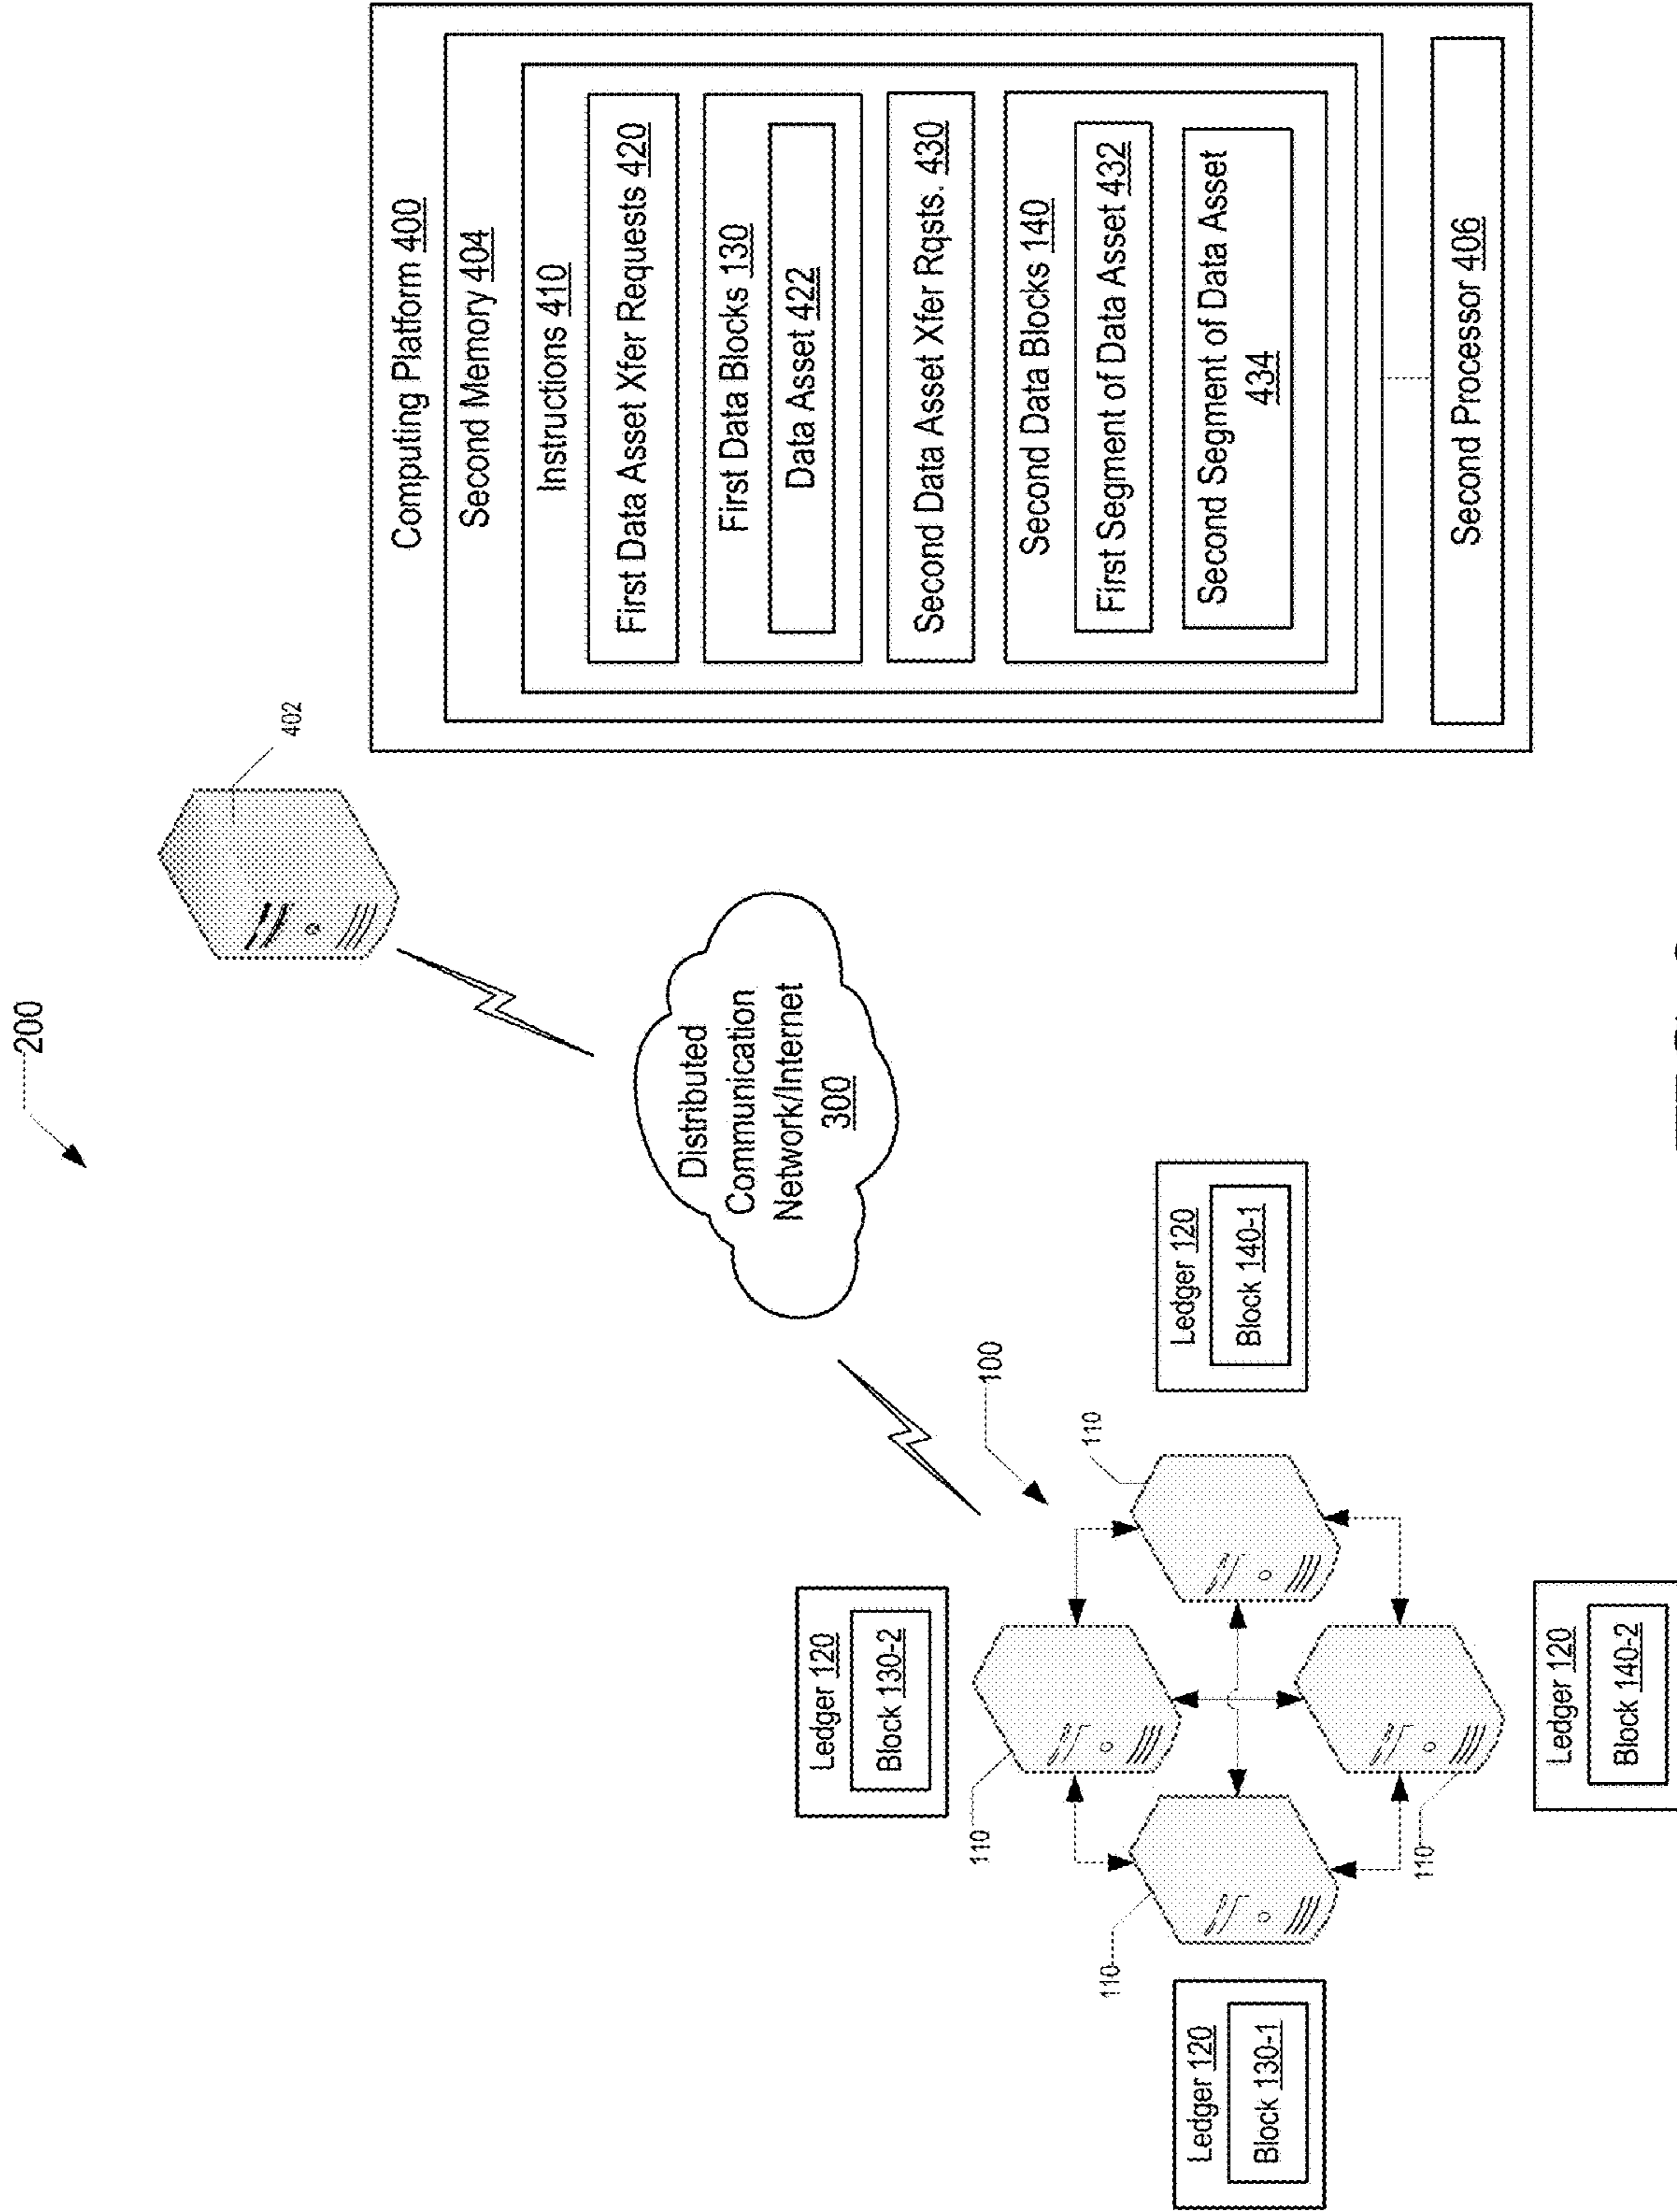 200
402
Computing Platform 400
Second Memory 404
Instructions 410
First Data Asset Xfer Requests 420
First Data Blocks 130
Data Asset 422
Second Data Asset Xfer Rqsts. 430
Second Data Blocks 140
First Segment of Data Asset 432
Second Segment of Data Asset
434
Second Processor 406
Distributed
Communication
Network/Internet
300
100
Ledger 120
Block 130-2
Ledger 120
Block 140-1
110
110
110
110
Ledger 120
Block 130-1
Ledger 120
Block 140-2